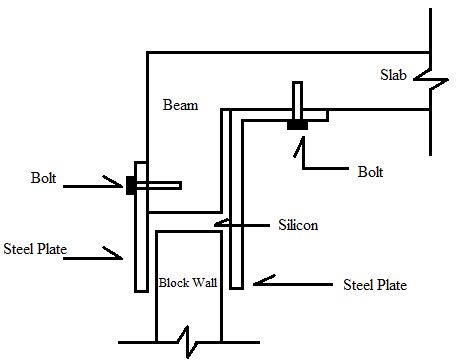 Slab
Beam
Bolt
Bolt
Silicon
Steel Plate
Block Wall
Steel Plate